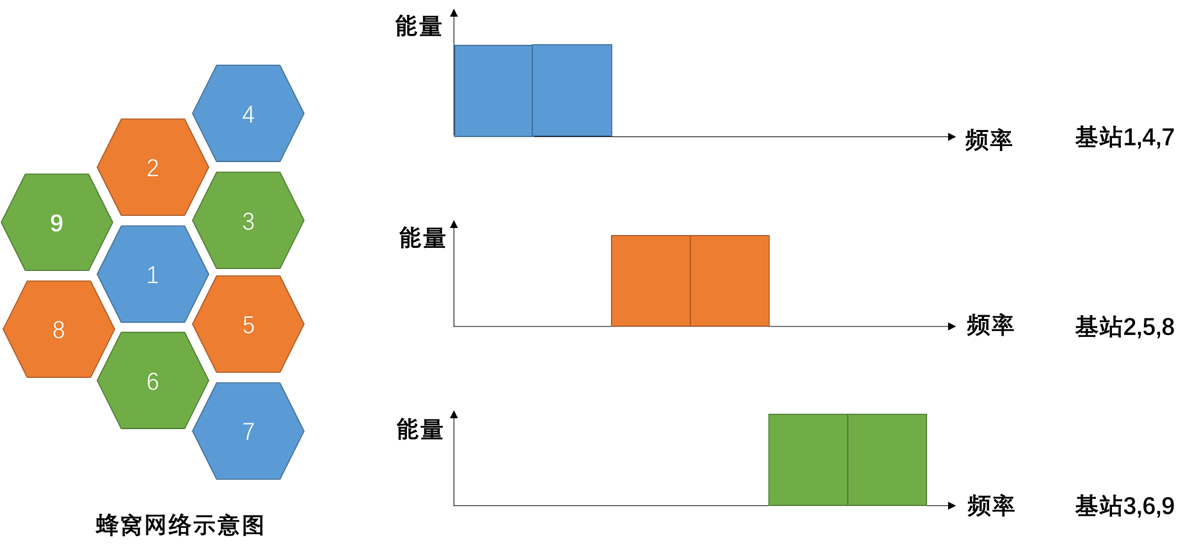 4
2
9
3
1
8
5
6
7
蜂窝网络示意图
能量
频率
基站1,4,7
能量
频率
基站2,5,8
能量
频率
基站3,6,9